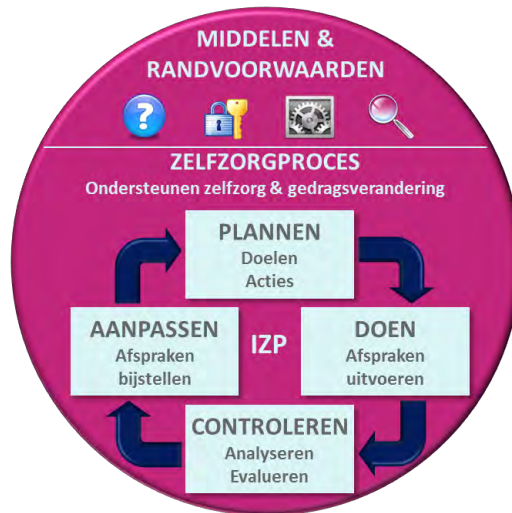 MIDDELEN &
RANDVOORWAARDEN
?
ZELFZORGPROCES
Ondersteunen zelfzorg & gedragsverandering
PLANNEN
Doelen
Acties
AANPASSEN
Afspraken
bijstellen
IZP
DOEN
Afspraken
uitvoeren
CONTROLEREN
Analyseren
Evalueren